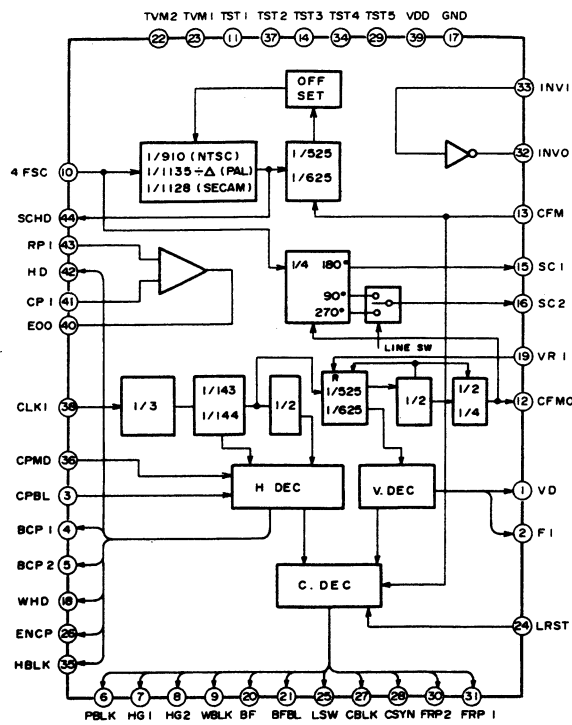 TVM2 TVM1 TST1 TST2 TST3 TST4 TST5 VDD GND
22 23 11 37 14 34 29 39 17
OFF
SET
33 INV1
1/910 (NTSC)
1/1135÷Δ (PAL)
1/1128 (SECAM)
1/525
1/625
32 INVO
4 FSC 10
13 CFM
SCHD 44
RP1 43
HD 42
CP1 41
EOO 40
1/4 180°
90°
270°
15 SC1
16 SC2
LINE SW
19 VR1
CLK1 38
1/3
1/143
1/144
1/2
R
1/525
1/625
1/2
1/2
1/4
12 CFMO
CPMD 36
CPBL 3
H DEC
V.DEC
1 VD
2 F1
BCP1 4
BCP2 5
WHD 18
ENCP 26
HBLK 35
C.DEC
24 LRST
6 7 8 9 20 21 25 27 28 30 31
PBLK HG1 HG2 WBLK BF BFBL LSW CBLK CSYN FRP2 FRP1